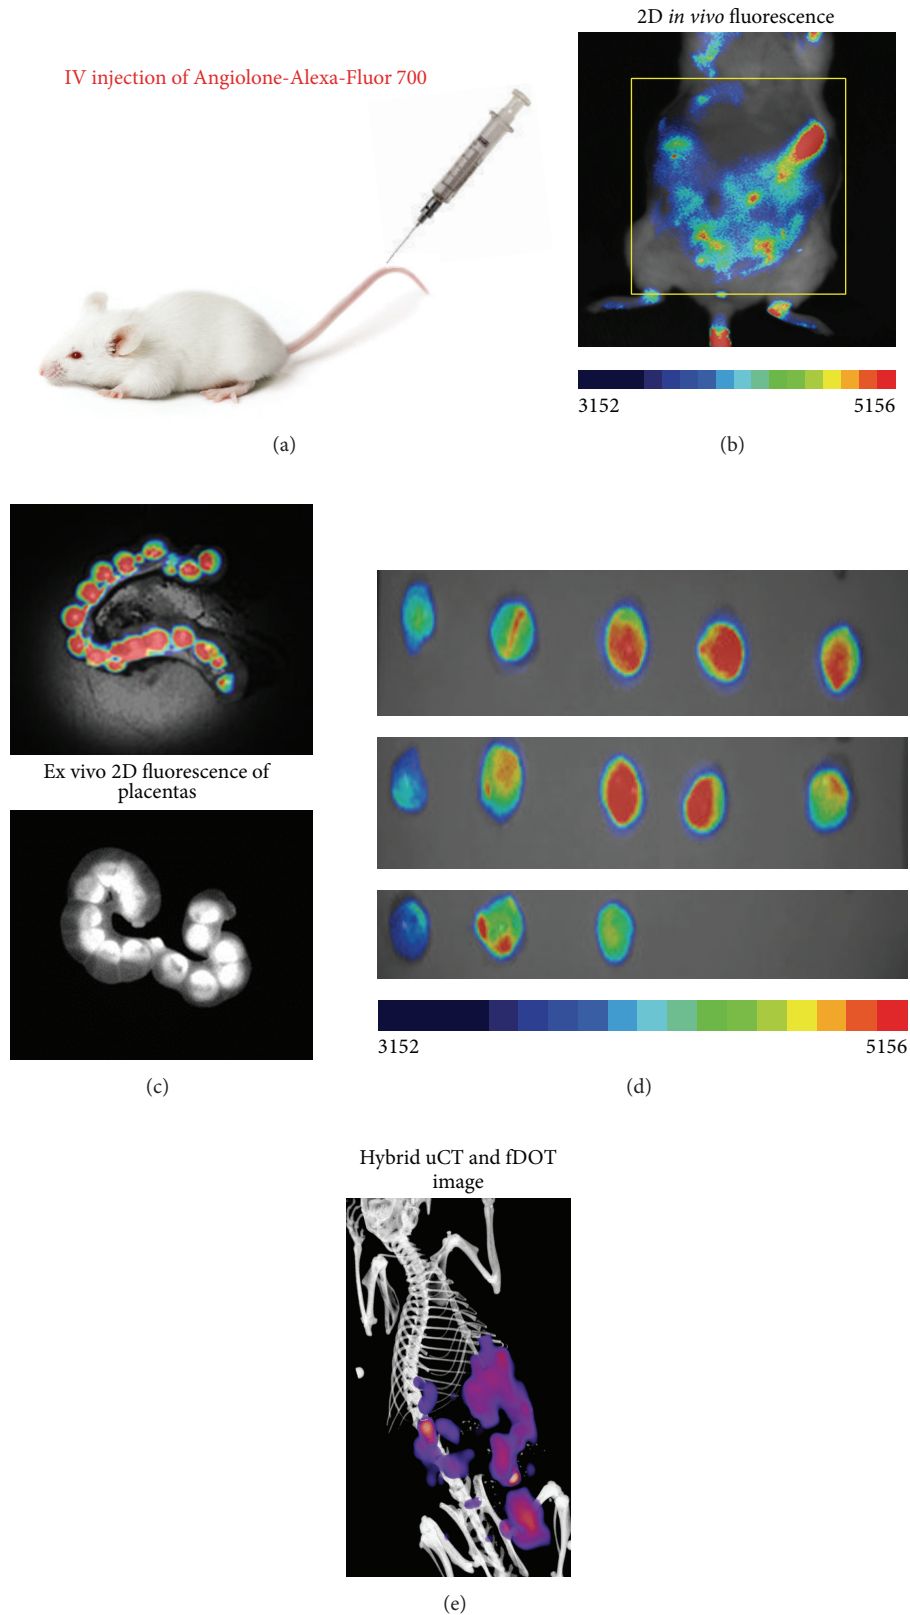 IV injection of Angiolone-Alexa-Fluor 700
(a)
2D in vivo fluorescence
3152
5156
(b)
Ex vivo 2D fluorescence of
placentas
(c)
3152
5156
(d)
Hybrid uCT and fDOT
image
(e)